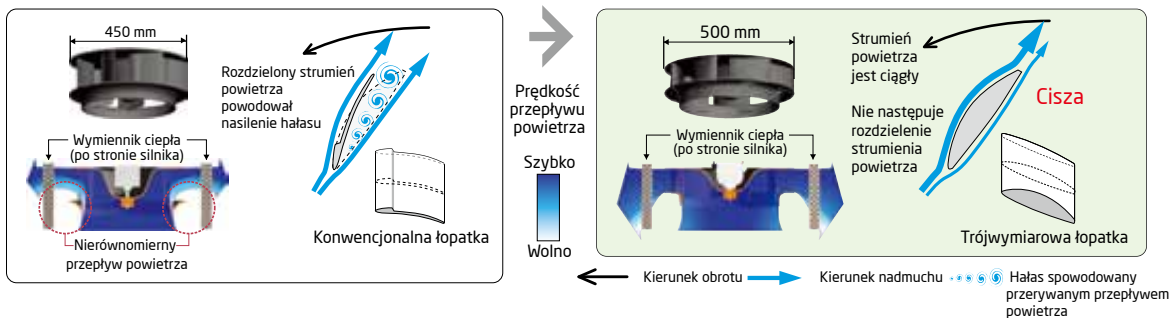 450 mm
Rozdzielony strumień
powietrza
powodował
nasilenie hałasu
Wymiennik ciepła
(po stronie silnika)
Nierównomierny
przepływ powietrza
Konwencjonalna łopatka
Prędkość
przepływu
powietrza
Szybko
Wolno
500 mm
Strumień
powietrza
jest ciągły
Cisza
Nie następuje
rozdzielenie
strumienia
powietrza
Wymiennik ciepła
(po stronie silnika)
Trójwymiarowa łopatka
Kierunek obrotu
Kierunek nadmuchu
Hałas spowodowany
przerywanym przepływem
powietrza